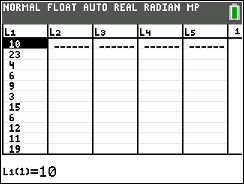 NORMAL FLOAT AUTO REAL RADIAN MP
L1 L2 L3 L4 L5 1
10 ------ ------ ------ ------
23
4
6
9
3
15
6
12
11
19
L1(1)=10